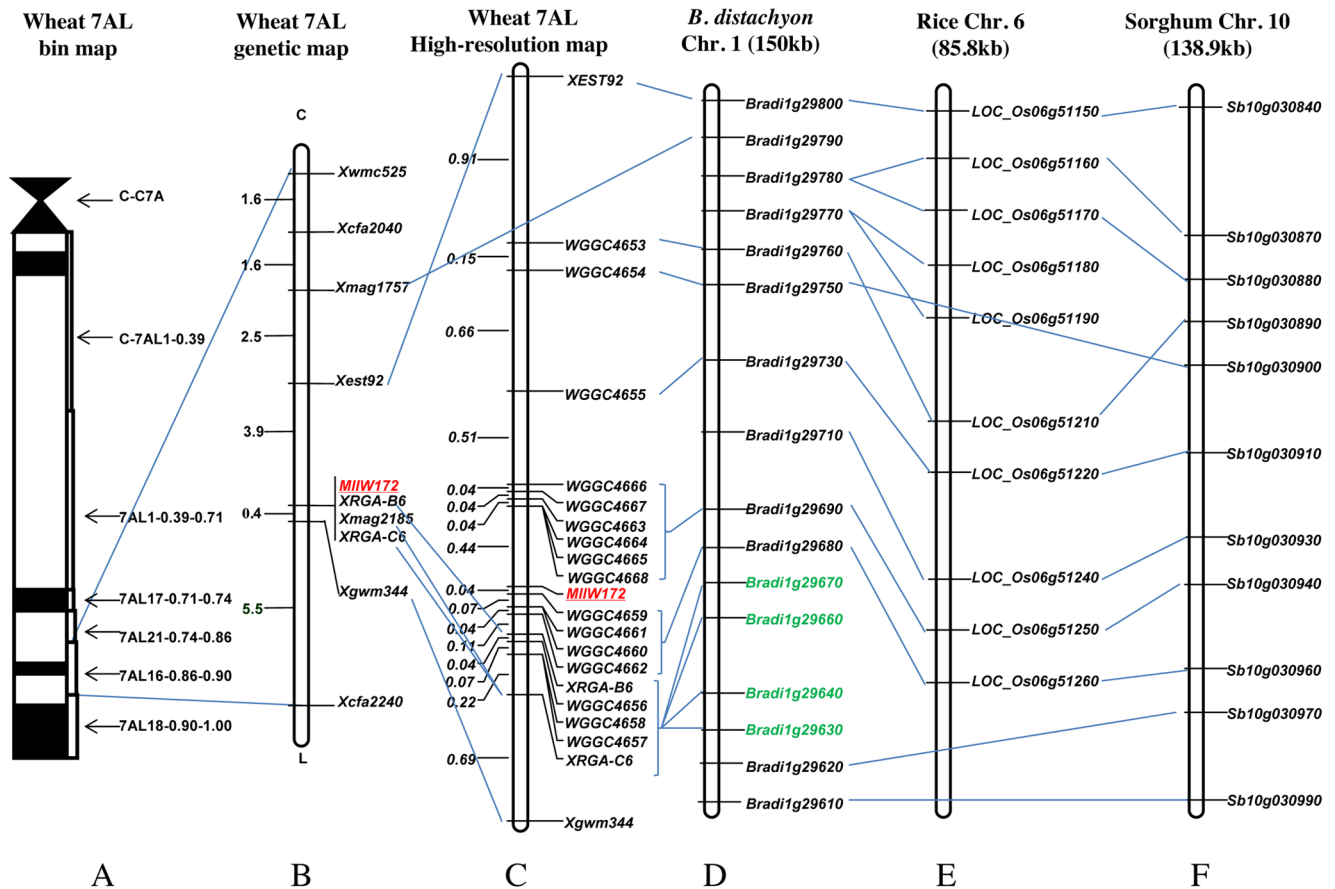 Wheat 7AL
bin map
Wheat 7AL
genetic map
Wheat 7AL
High-resolution map
B. distachyon
Chr. 1 (150kb)
Rice Chr. 6
(85.8kb)
Sorghum Chr. 10
(138.9kb)
C-C7A
C-7AL1-0.39
7AL1-0.39-0.71
7AL17-0.71-0.74
7AL21-0.74-0.86
7AL16-0.86-0.90
7AL18-0.90-1.00
C
1.6
1.6
2.5
3.9
0.4
5.5
L
Xwmc525
Xcfa2040
Xmag1757
Xest92
MlIW172
XRGA-B6
Xmag2185
XRGA-C6
Xgwm344
Xcfa2240
0.91
0.15
0.66
0.51
0.04
0.04
0.04
0.44
0.04
0.07
0.04
0.11
0.04
0.07
0.22
0.69
XEST92
WGGC4653
WGGC4654
WGGC4655
WGGC4666
WGGC4667
WGGC4663
WGGC4664
WGGC4665
WGGC4668
MlIW172
WGGC4659
WGGC4661
WGGC4660
WGGC4662
XRGA-B6
WGGC4656
WGGC4658
WGGC4657
XRGA-C6
Xgwm344
Bradi1g29800
Bradi1g29790
Bradi1g29780
Bradi1g29770
Bradi1g29760
Bradi1g29750
Bradi1g29730
Bradi1g29710
Bradi1g29690
Bradi1g29680
Bradi1g29670
Bradi1g29660
Bradi1g29640
Bradi1g29630
Bradi1g29620
Bradi1g29610
LOC_Os06g51150
LOC_Os06g51160
LOC_Os06g51170
LOC_Os06g51180
LOC_Os06g51190
LOC_Os06g51210
LOC_Os06g51220
LOC_Os06g51240
LOC_Os06g51250
LOC_Os06g51260
Sb10g030840
Sb10g030870
Sb10g030880
Sb10g030890
Sb10g030900
Sb10g030910
Sb10g030930
Sb10g030940
Sb10g030960
Sb10g030970
Sb10g030990
A
B
C
D
E
F